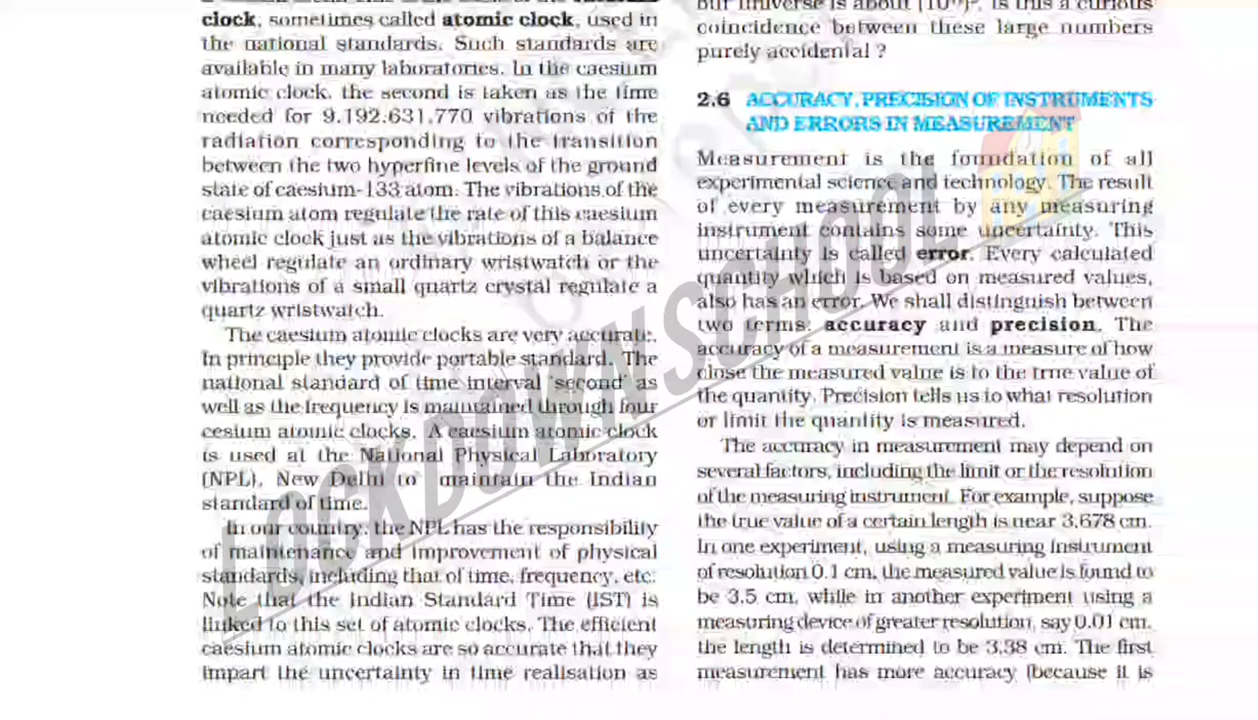 clock, sometimes called atomic clock, used in
the national standards. Such standards are
available in many laboratories. In the caesium
atomic clock, the second is taken as the time
needed for 9,192,631,770 vibrations of the
radiation corresponding to the transition
between the two hyperfine levels of the ground
state of caesium-133 atom. The vibrations of the
caesium atom regulate the rate of this caesium
atomic clock just as the vibrations of a balance
wheel regulate an ordinary wristwatch or the
vibrations of a small quartz crystal regulate a
quartz wristwatch.
The caesium atomic clocks are very accurate.
In principle they provide portable standard. The
national standard of time interval 'second' as
well as the frequency is maintained through four
cesium atomic clocks. A caesium atomic clock
is used at the National Physical Laboratory
(NPL), New Delhi to maintain the Indian
standard of time.
In our country, the NPL has the responsibility
of maintenance and improvement of physical
standards, including that of time, frequency, etc.
Note that the Indian Standard Time (IST) is
linked to this set of atomic clocks. The efficient
caesium atomic clocks are so accurate that they
impart the uncertainty in time realisation as
our universe is about Is this a curious
coincidence between these large numbers
purely accidental ?
2.6 ACCURACY, PRECISION OF INSTRUMENTS
AND ERRORS IN MEASUREMENT
Measurement is the foundation of all
experimental science and technology. The result
of every measurement by any measuring
instrument contains some uncertainty. This
uncertainty is called error. Every calculated
quantity which is based on measured values,
also has an error. We shall distinguish between
two terms: accuracy and precision. The
accuracy of a measurement is a measure of how
close the measured value is to the true value of
the quantity. Precision tells us to what resolution
or limit the quantity is measured.
The accuracy in measurement may depend on
several factors, including the limit or the resolution
of the measuring instrument. For example, suppose
the true value of a certain length is near 3.678 cm.
In one experiment, using a measuring instrument
of resolution 0.1 cm, the measured value is found to
be 3.5 cm, while in another experiment using a
measuring device of greater resolution, say 0.01 cm,
the length is determined to be 3.38 cm. The first
measurement has more accuracy (because it is
LOCKDOWN SCHOOL